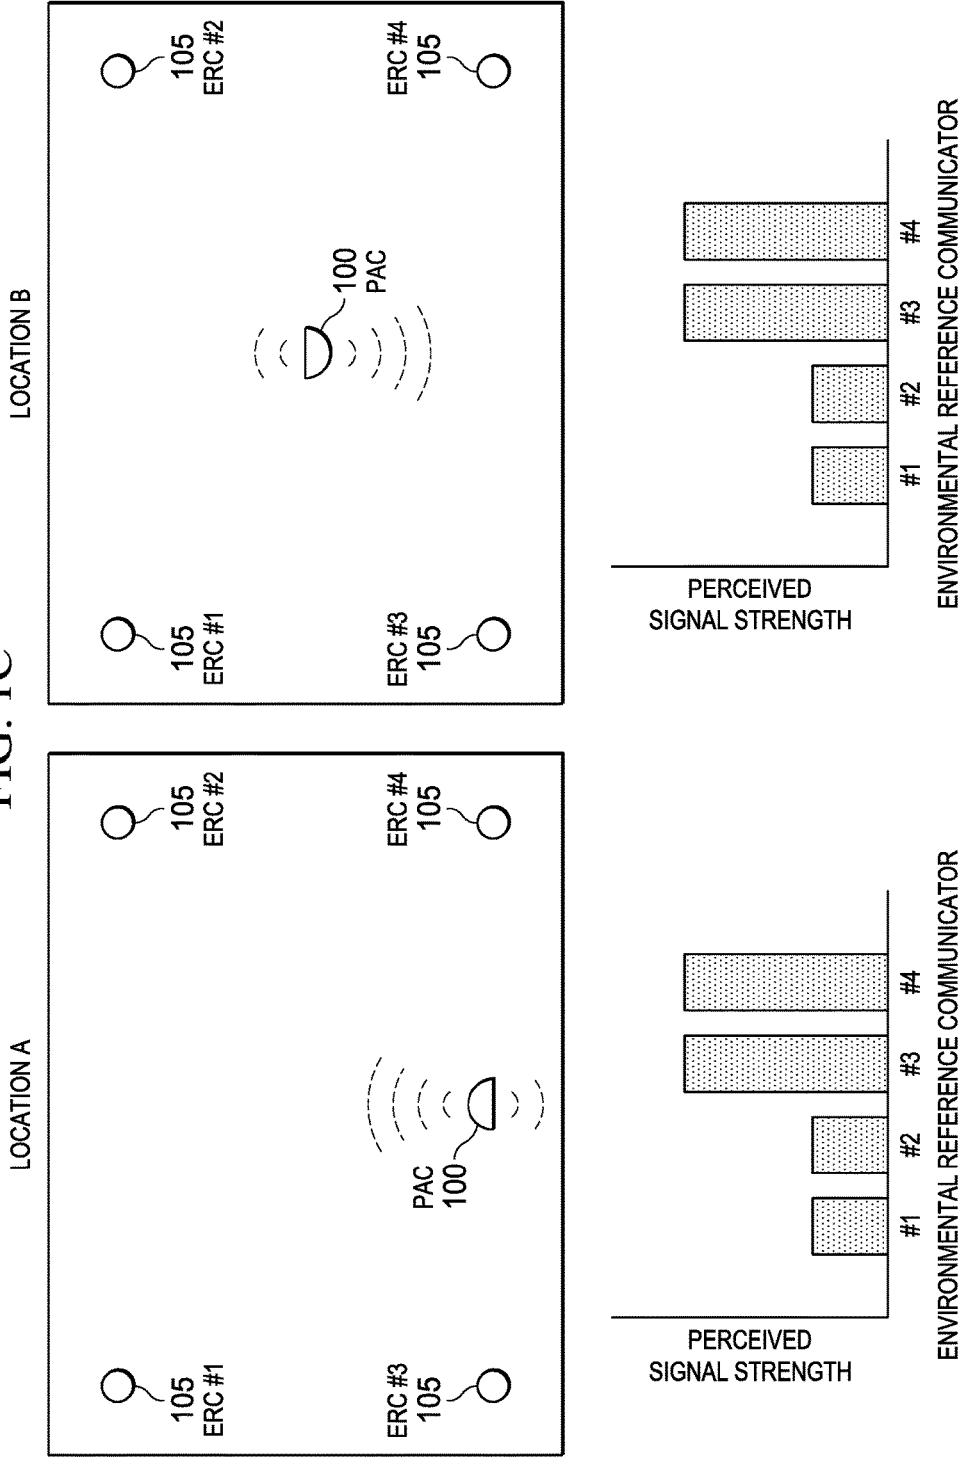 FIG. 1C
LOCATION A
105
ERC #1
105
ERC #2
PAC
100
ERC #3
105
ERC #4
105
PERCEIVED
SIGNAL STRENGTH
#1
#2
#3
#4
ENVIRONMENTAL REFERENCE COMMUNICATOR
LOCATION B
105
ERC #1
105
ERC #2
100
PAC
ERC #3
105
ERC #4
105
PERCEIVED
SIGNAL STRENGTH
#1
#2
#3
#4
ENVIRONMENTAL REFERENCE COMMUNICATOR